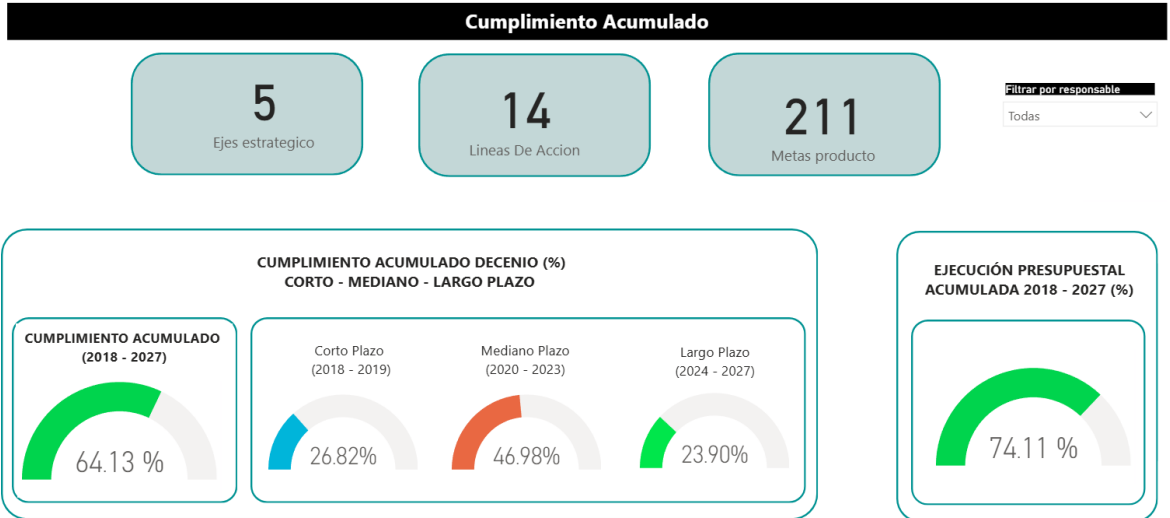 Cumplimiento Acumulado
5
Ejes estrategico
14
Lineas De Accion
211
Metas producto
Filtrar por responsable
Todas
CUMPLIMIENTO ACUMULADO DECENIO (%)
CORTO - MEDIANO - LARGO PLAZO
CUMPLIMIENTO ACUMULADO
(2018 - 2027)
64.13 %
Corto Plazo
(2018 - 2019)
26.82%
Mediano Plazo
(2020 - 2023)
46.98%
Largo Plazo
(2024 - 2027)
23.90%
EJECUCIÓN PRESUPUESTAL
ACUMULADA 2018 - 2027 (%)
74.11 %